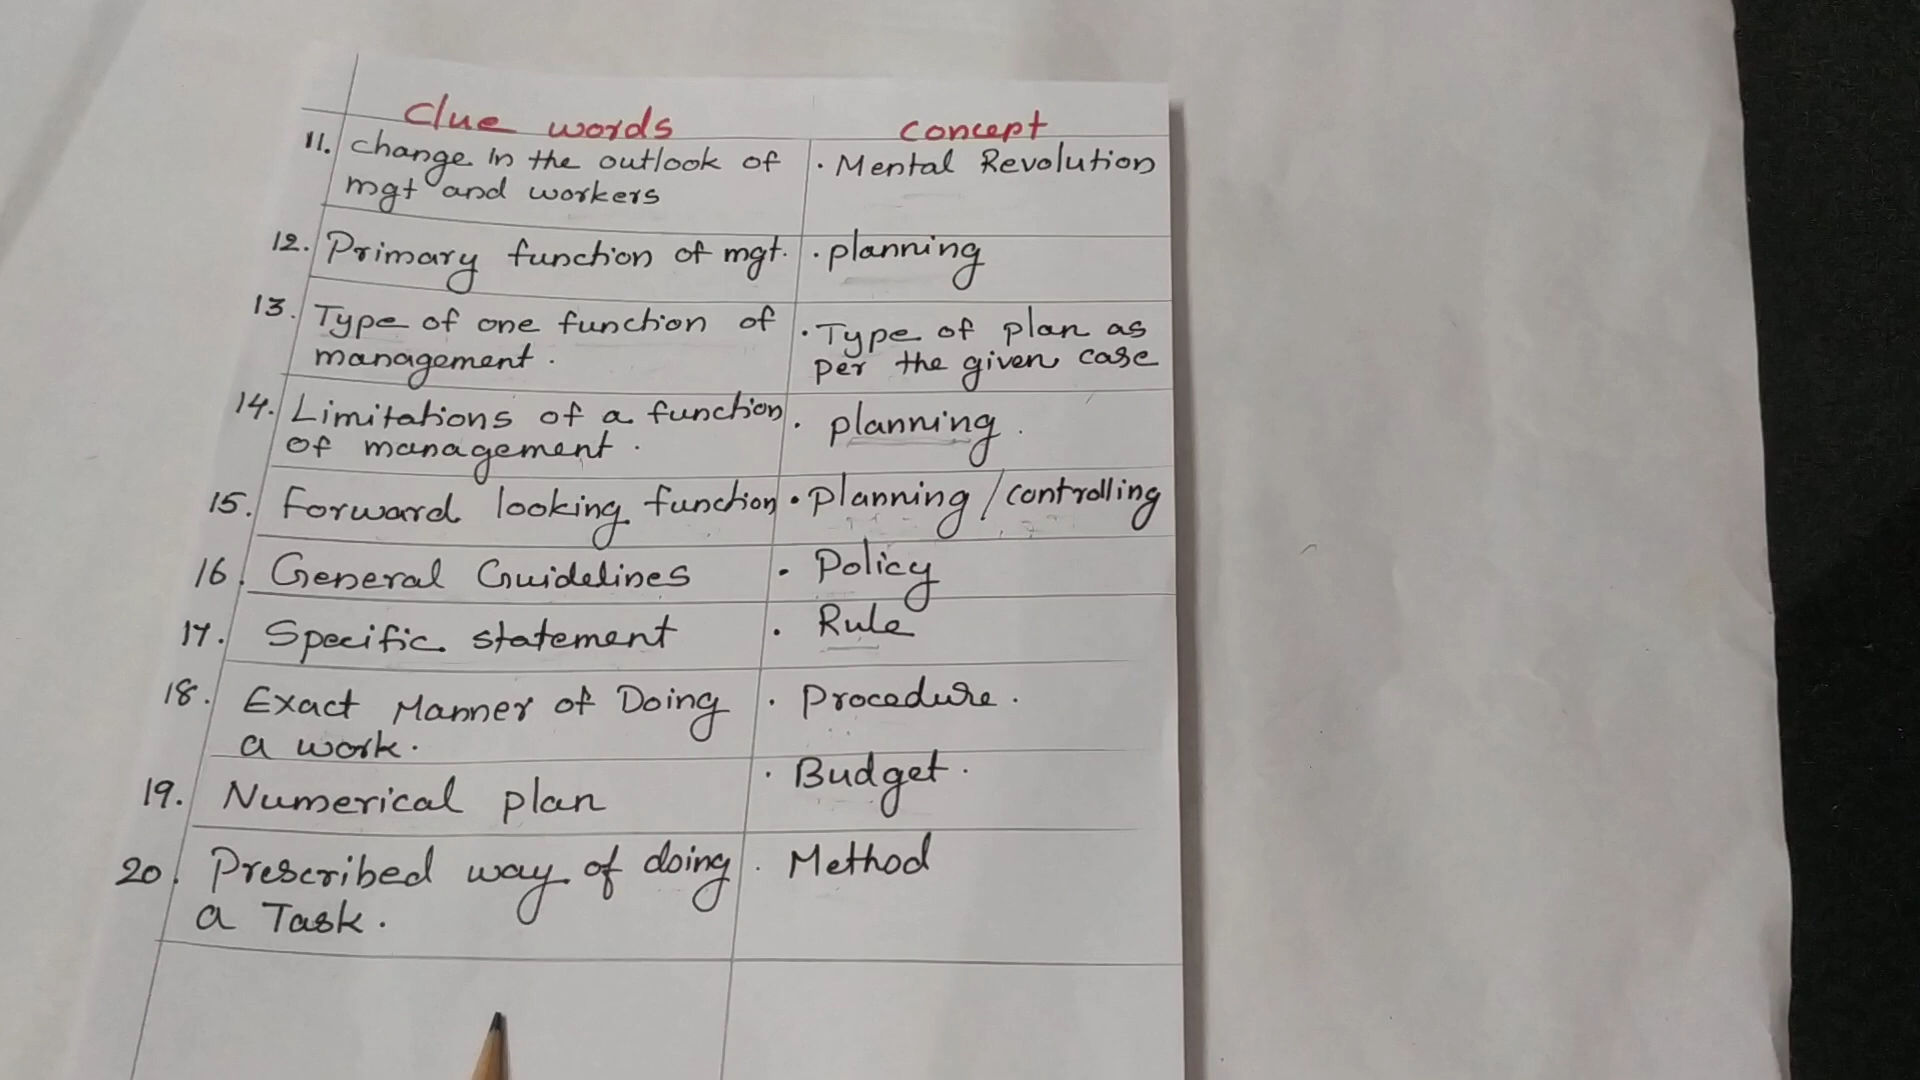 Clue words concept
11. change In the outlook of · Mental Revolution
mgt and workers
12. Primary function of mgt. · planning
13. Type of one function of · Type of plan as
management. per the given case
14. Limitations of a function · planning.
of management.
15. Forward looking function · Planning / controlling
16. General Guidelines · Policy
17. Specific statement · Rule
18. Exact Manner of Doing · Procedure.
a work.
19. Numerical plan · Budget.
20. Prescribed way of doing · Method
a Task.